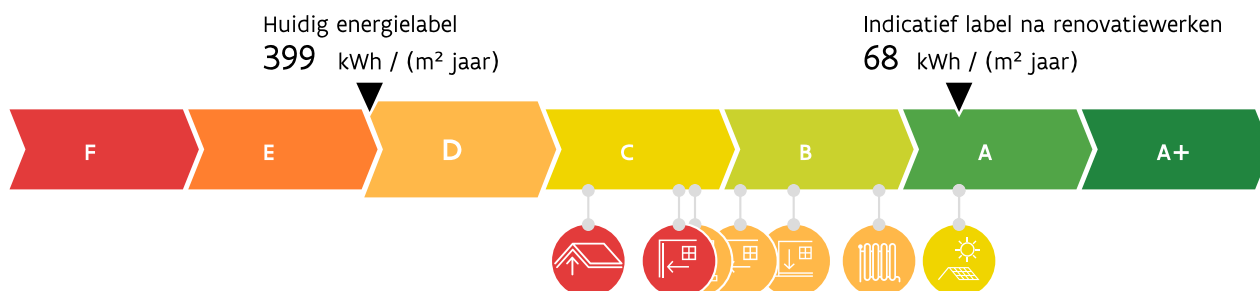 Huidig energielabel
399 kWh / (m² jaar)
Indicatief label na renovatiewerken
68 kWh / (m² jaar)
F E D C B A A+